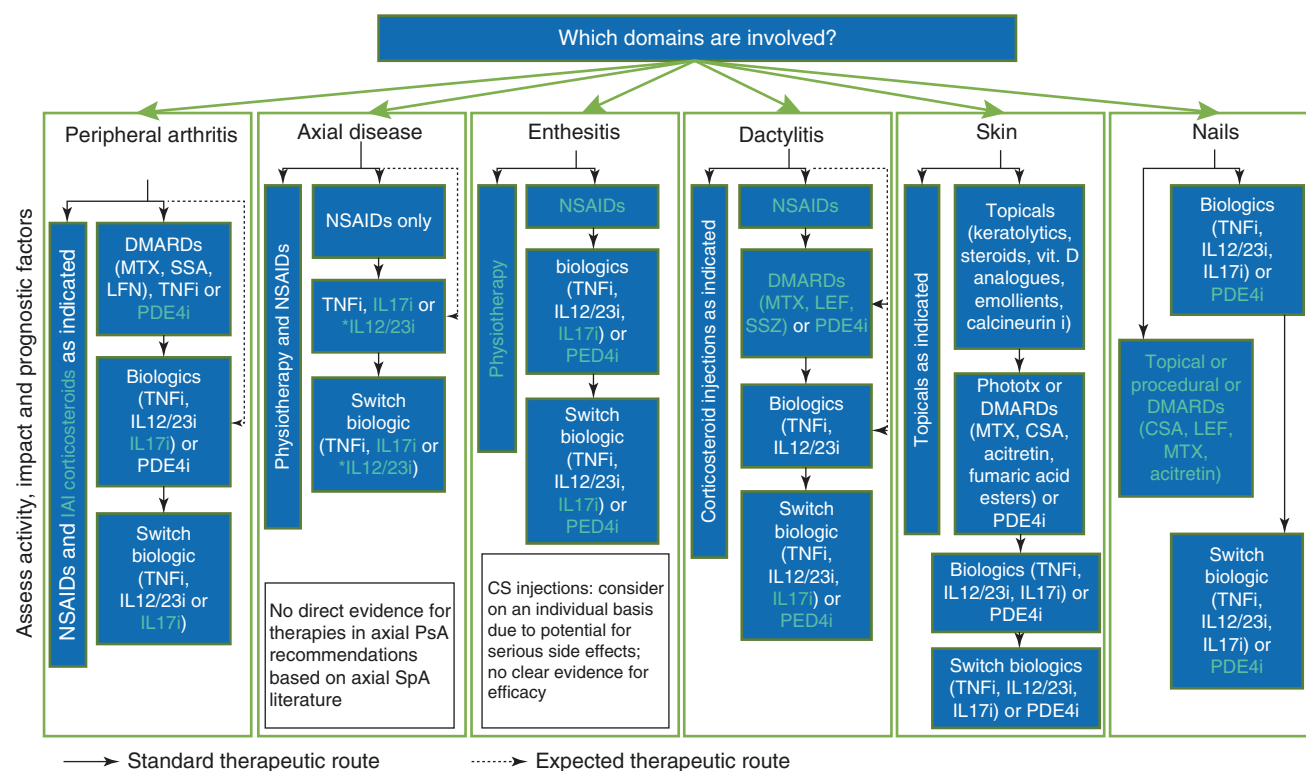 Which domains are involved?
Assess activity, impact and prognostic factors
Peripheral arthritis
NSAIDs and IAI corticosteroids as indicated
DMARDs
(MTX, SSA,
LFN), TNFi or
PDE4i
Biologics
(TNFi,
IL12/23i
IL17i) or
PDE4i
Switch
biologic
(TNFi,
IL12/23i or
IL17i)
Axial disease
Physiotherapy and NSAIDs
NSAIDs only
TNFi, IL17i or
*IL12/23i
Switch
biologic
(TNFi, IL17i or
*IL12/23i)
No direct evidence for
therapies in axial PsA
recommendations
based on axial SpA
literature
Enthesitis
Physiotherapy
NSAIDs
biologics
(TNFi,
IL12/23i,
IL17i) or
PED4i
Switch
biologic
(TNFi,
IL12/23i,
IL17i) or
PED4i
CS injections: consider
on an individual basis
due to potential for
serious side effects;
no clear evidence for
efficacy
Dactylitis
Corticosteroid injections as indicated
NSAIDs
DMARDs
(MTX, LEF,
SSZ) or PDE4i
Biologics
(TNFi,
IL12/23i
Switch
biologic
(TNFi,
IL12/23i,
IL17i) or
PED4i
Skin
Topicals as indicated
Topicals
(keratolytics,
steroids, vit. D
analogues,
emollients,
calcineurin i)
Phototx or
DMARDs
(MTX, CSA,
acitretin,
fumaric acid
esters) or
PDE4i
Biologics (TNFi,
IL12/23i, IL17i) or
PDE4i
Switch biologics
(TNFi, IL12/23i,
IL17i) or PDE4i
Nails
Biologics
(TNFi,
IL12/23i,
IL17i) or
PDE4i
Topical or
procedural or
DMARDs
(CSA, LEF,
MTX,
acitretin)
Switch
biologic
(TNFi,
IL12/23i,
IL17i) or
PDE4i
Standard therapeutic route
Expected therapeutic route